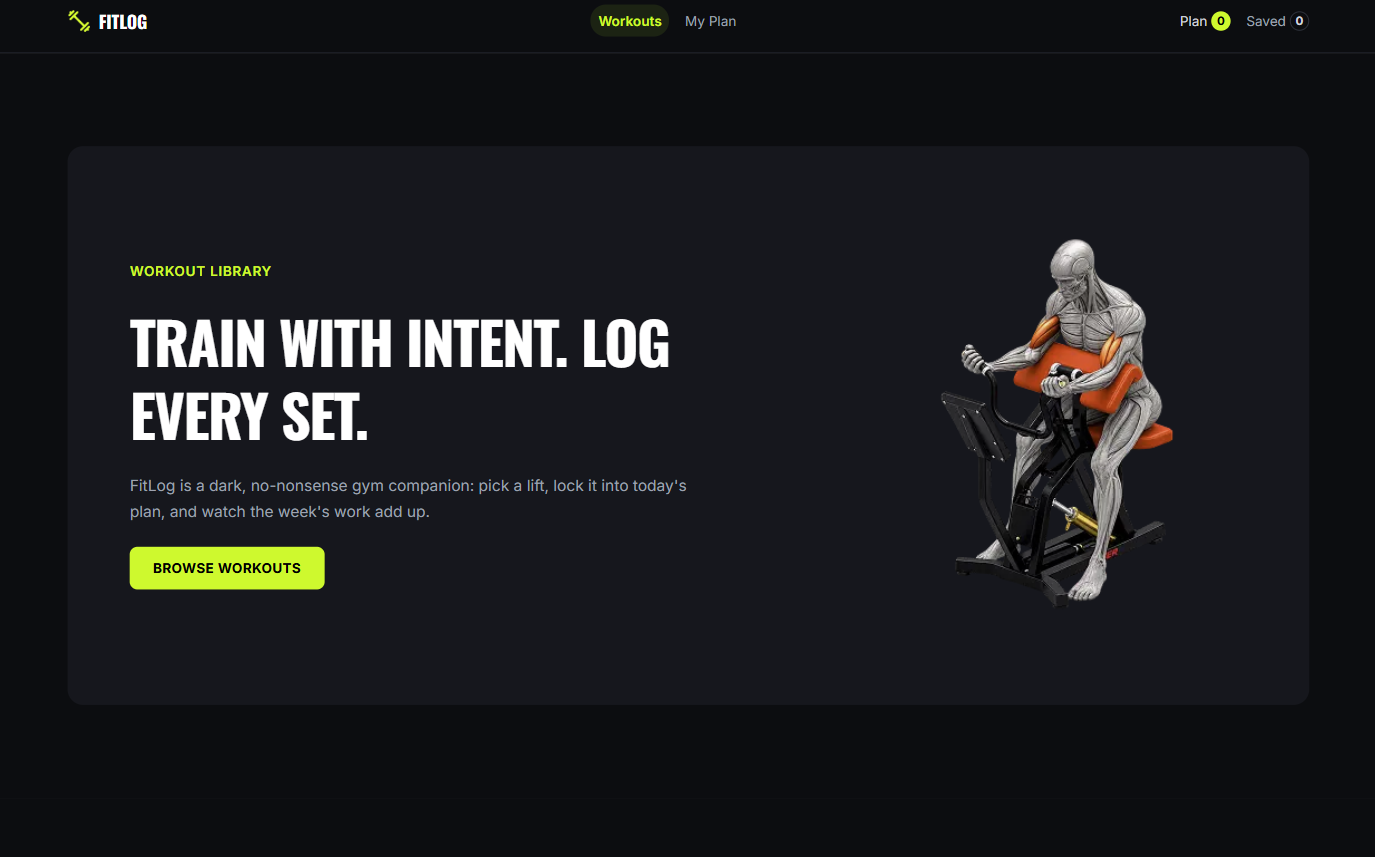 FITLOG
Workouts
My Plan
Plan 0
Saved 0
WORKOUT LIBRARY
TRAIN WITH INTENT. LOG
EVERY SET.
FitLog is a dark, no-nonsense gym companion: pick a lift, lock it into today's
plan, and watch the week's work add up.
BROWSE WORKOUTS